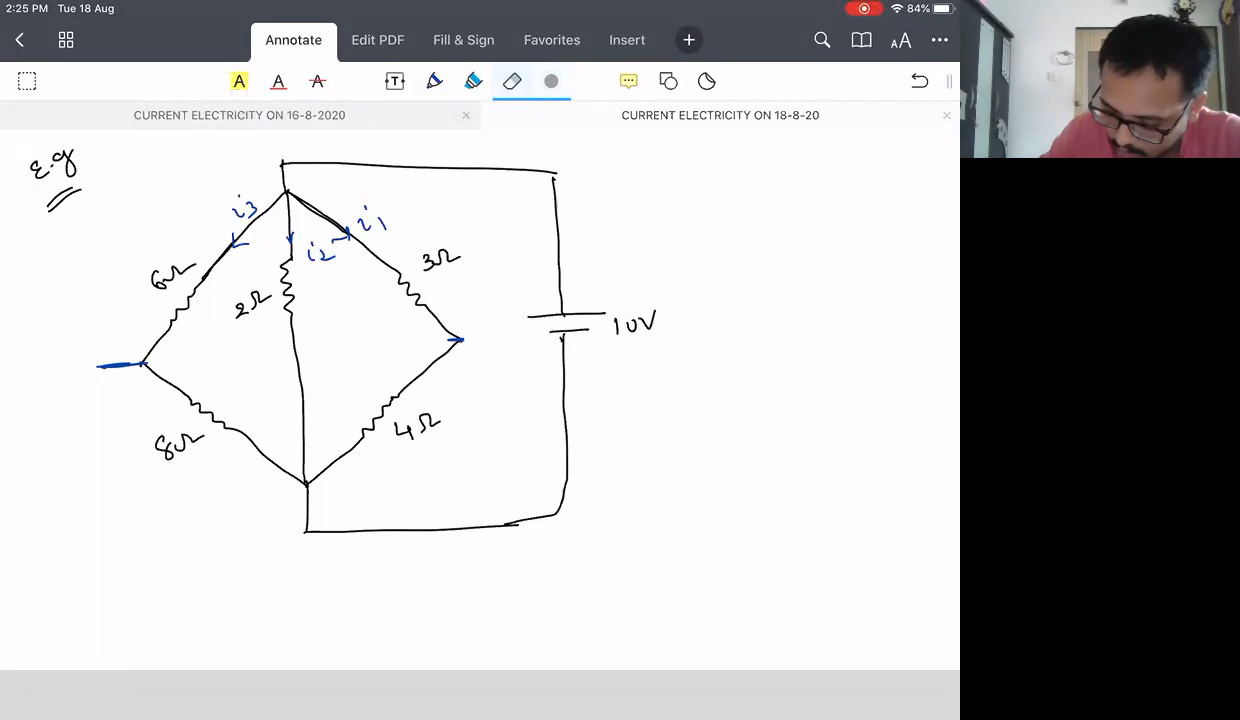 2:25 PM Tue 18 Aug
84%
Annotate Edit PDF Fill & Sign Favorites Insert
AA
A A A T
CURRENT ELECTRICITY ON 16-8-2020
CURRENT ELECTRICITY ON 18-8-20
E.g
i3
i1
i2
6Ω
3Ω
2Ω
10V
8Ω
4Ω